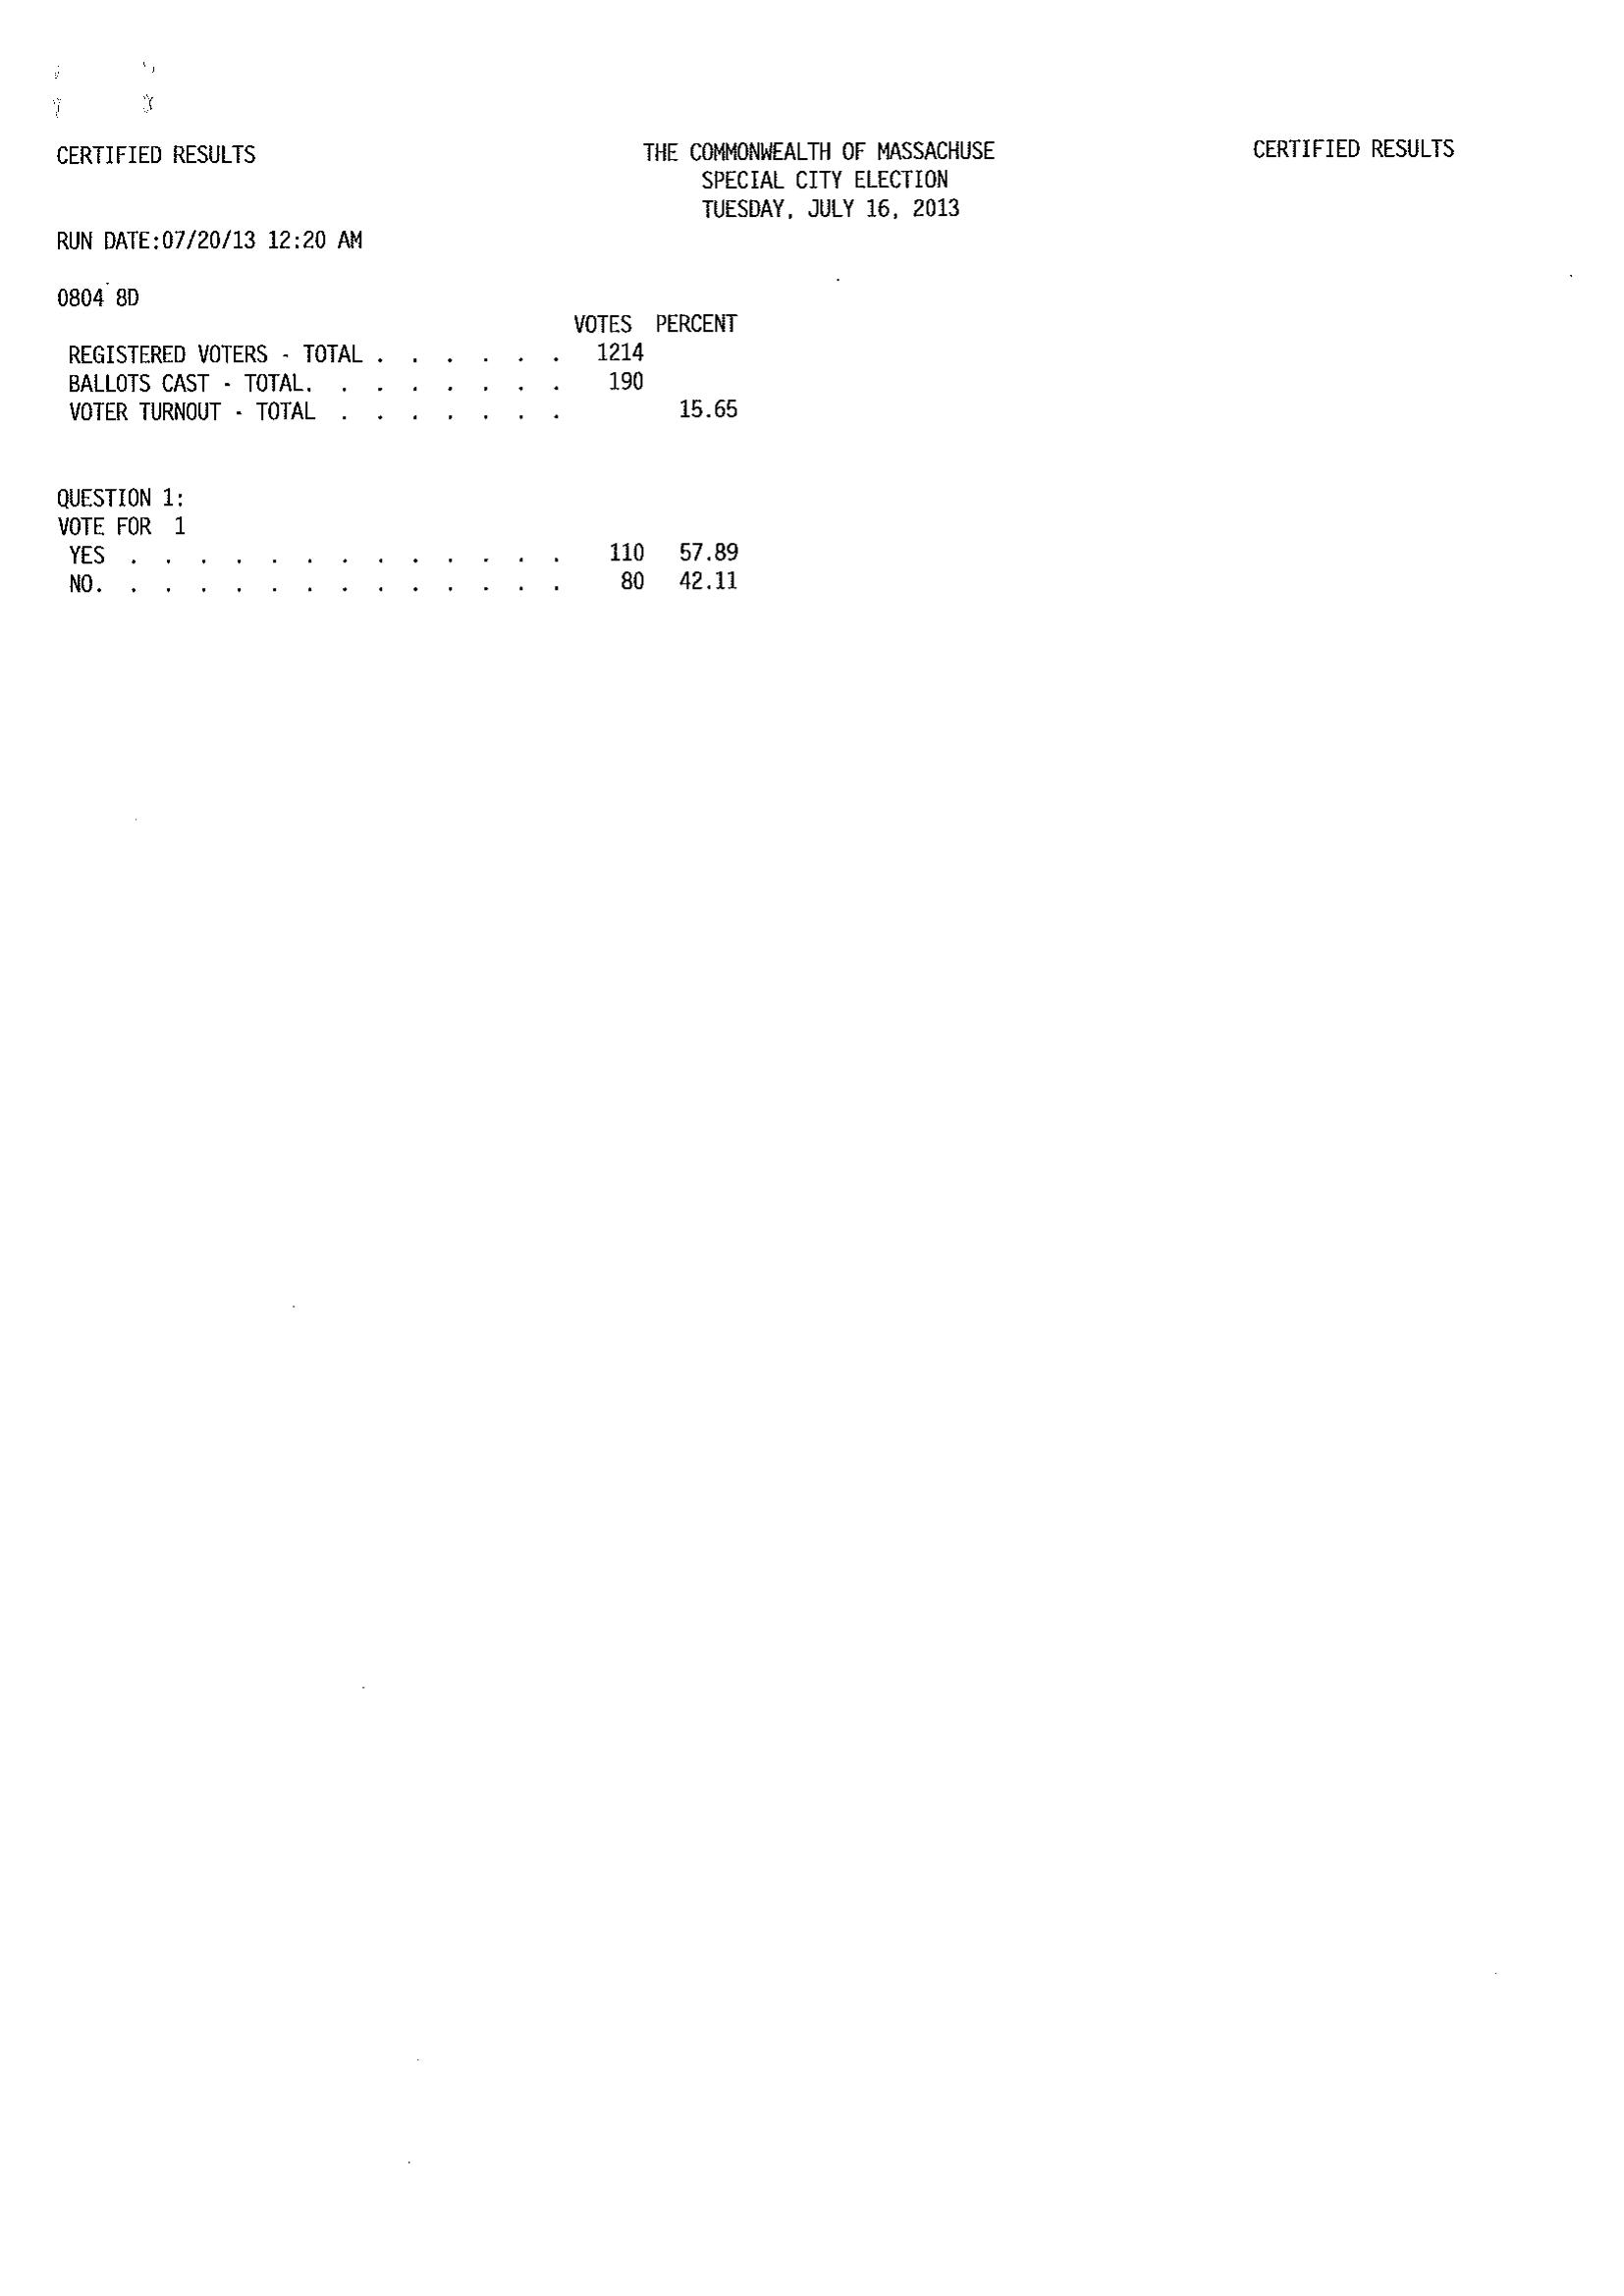 CERTIFIED RESULTS THE COMMONWEALTH OF MASSACHUSE CERTIFIED RESULTS
SPECIAL CITY ELECTION
TUESDAY, JULY 16, 2013
RUN DATE:07/20/13 12:20 AM
0804 8D
VOTES PERCENT
REGISTERED VOTERS - TOTAL . . . . . . 1214
BALLOTS CAST - TOTAL. . . . . . . . 190
VOTER TURNOUT - TOTAL . . . . . . . 15.65
QUESTION 1:
VOTE FOR 1
YES . . . . . . . . . . . . . 110 57.89
NO. . . . . . . . . . . . . . 80 42.11